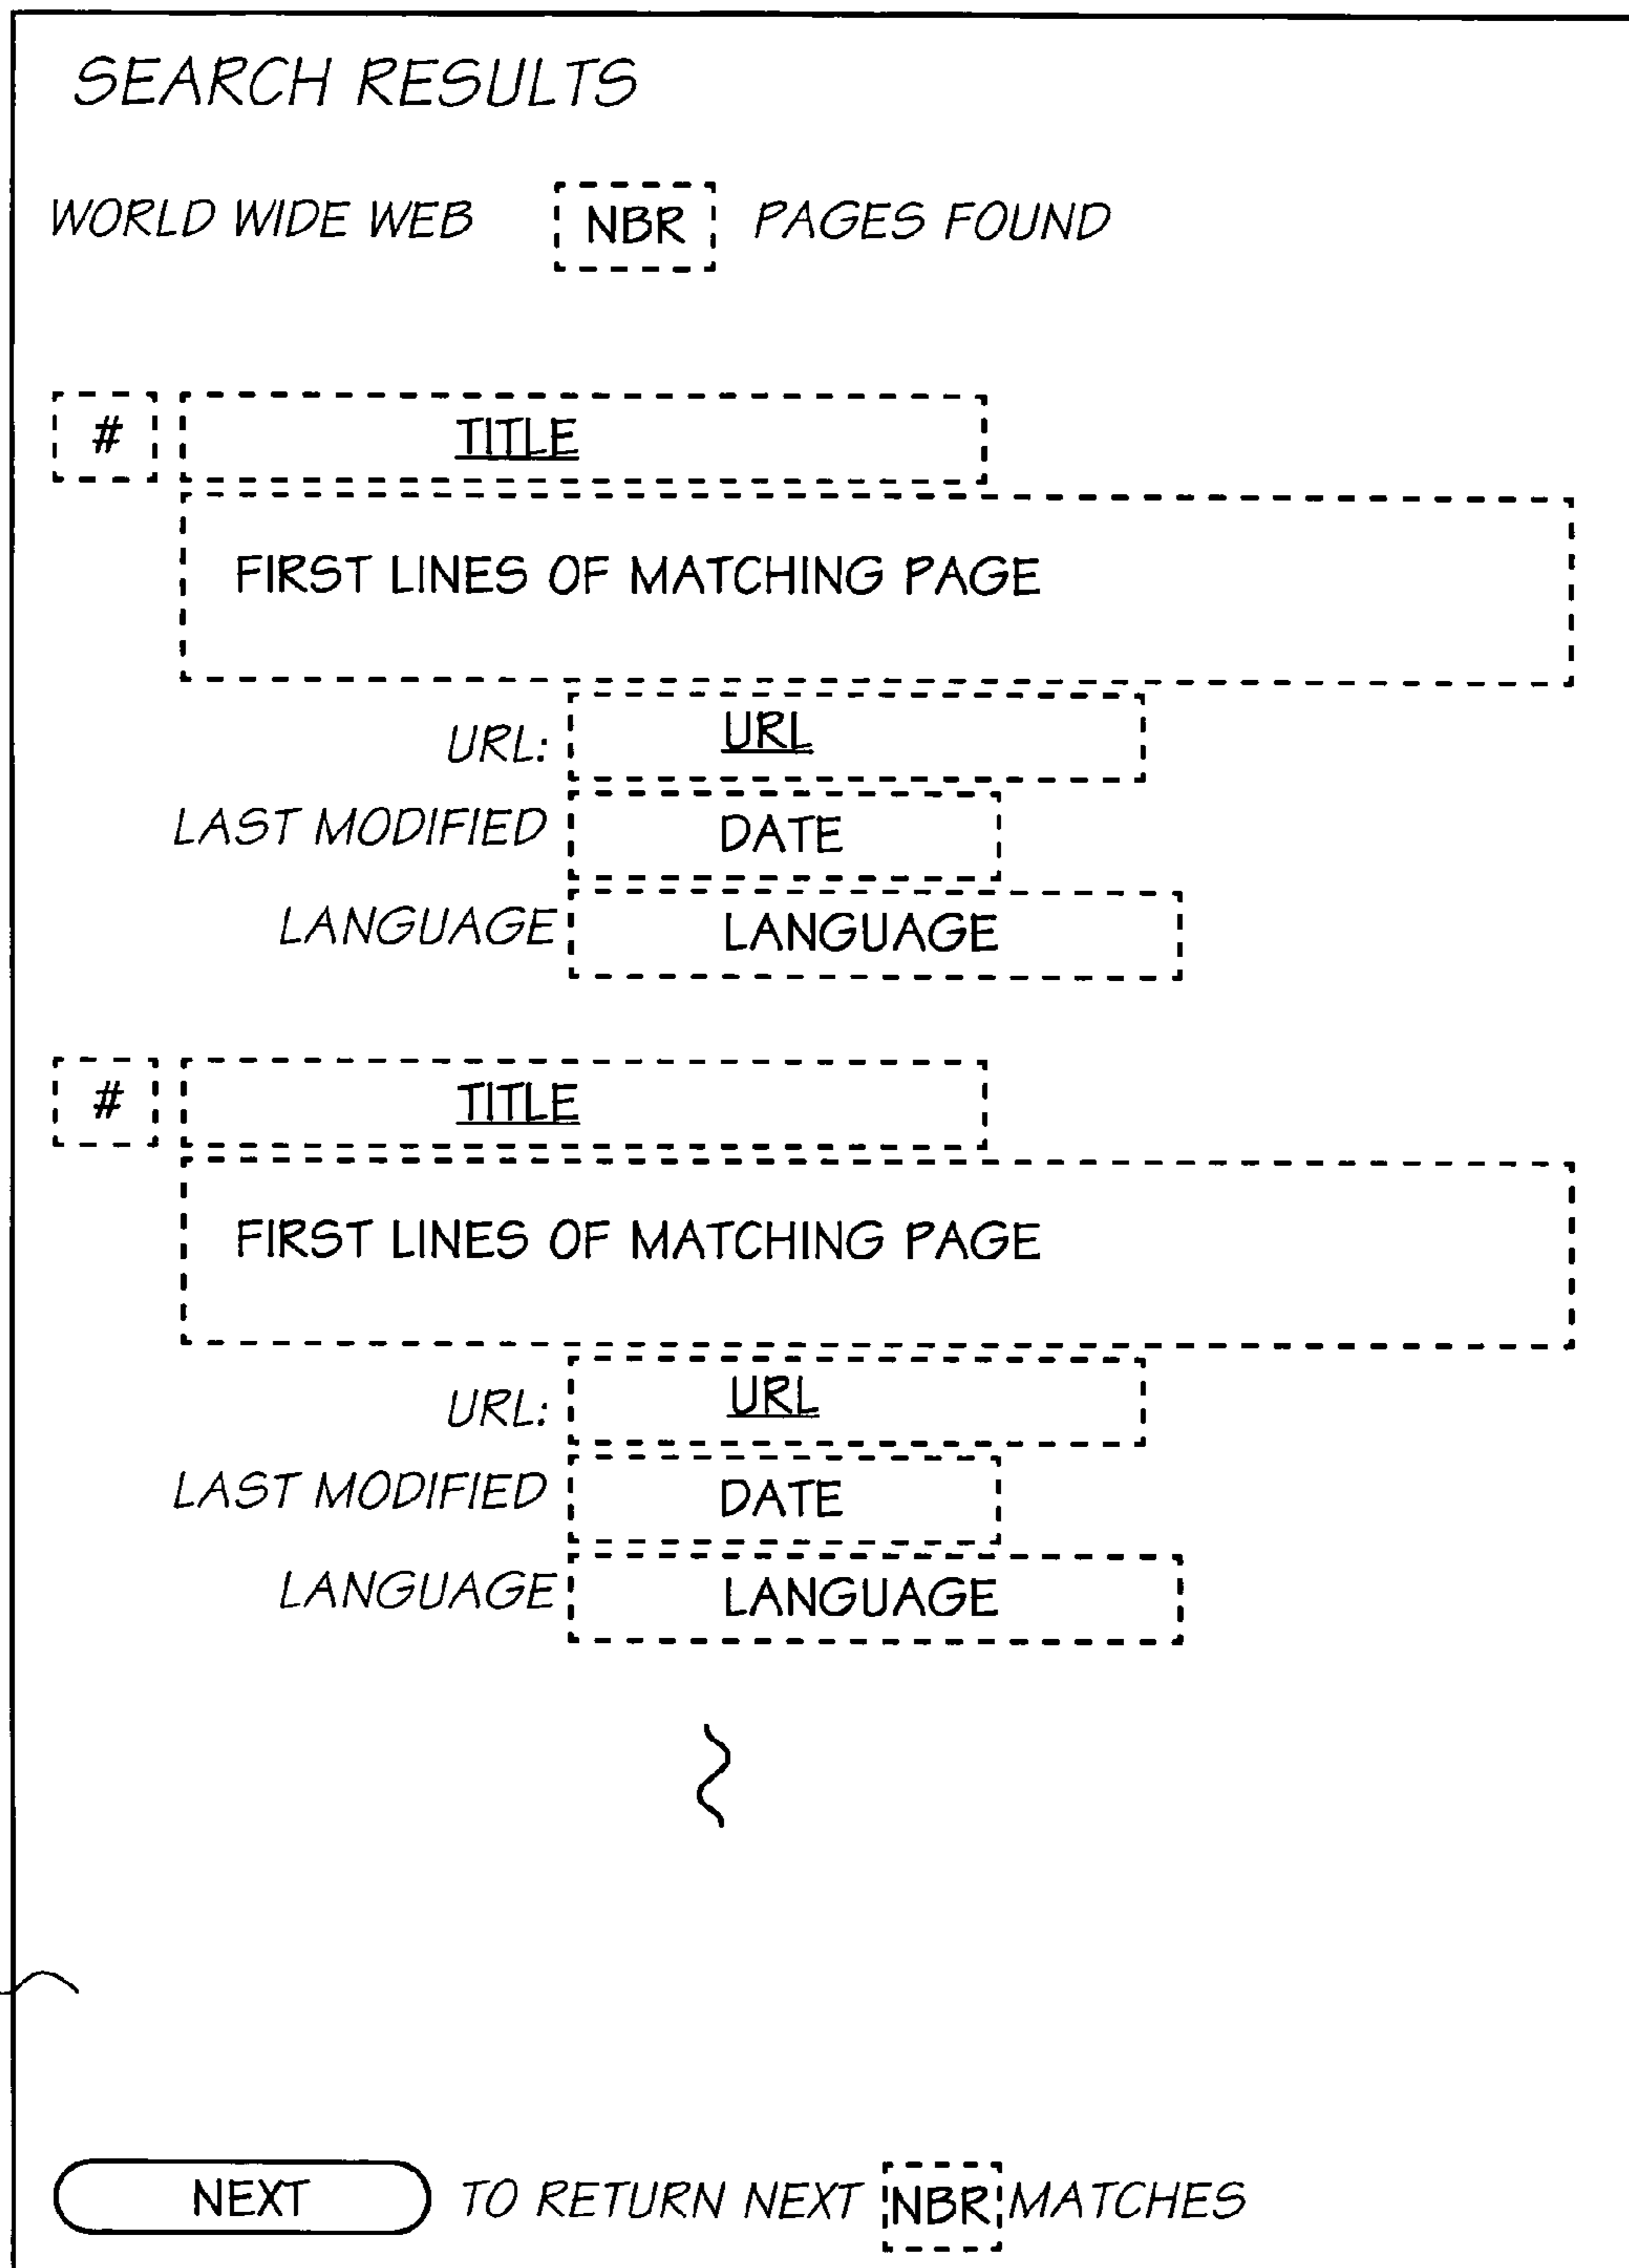 SEARCH RESULTS
WORLD WIDE WEB NBR PAGES FOUND
# TITLE
FIRST LINES OF MATCHING PAGE
URL: URL
LAST MODIFIED DATE
LANGUAGE LANGUAGE
# TITLE
FIRST LINES OF MATCHING PAGE
URL: URL
LAST MODIFIED DATE
LANGUAGE LANGUAGE
NEXT TO RETURN NEXT NBR MATCHES